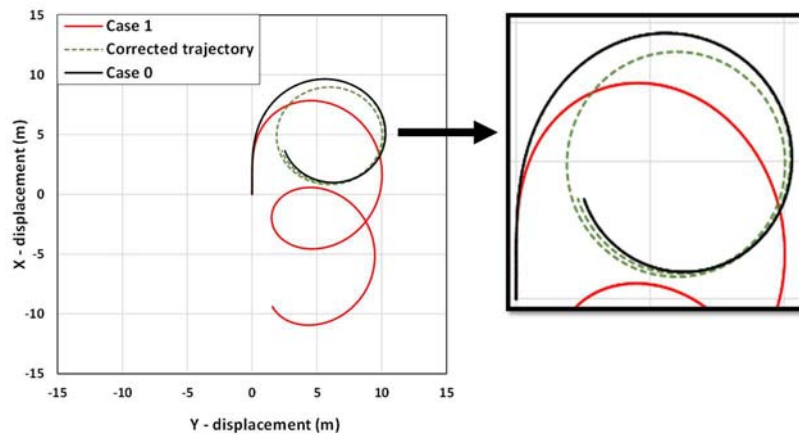 15
10
5
0
-5
-10
-15
X - displacement (m)
Case 1
Corrected trajectory
Case 0
-15 -10 -5 0 5 10 15
Y - displacement (m)